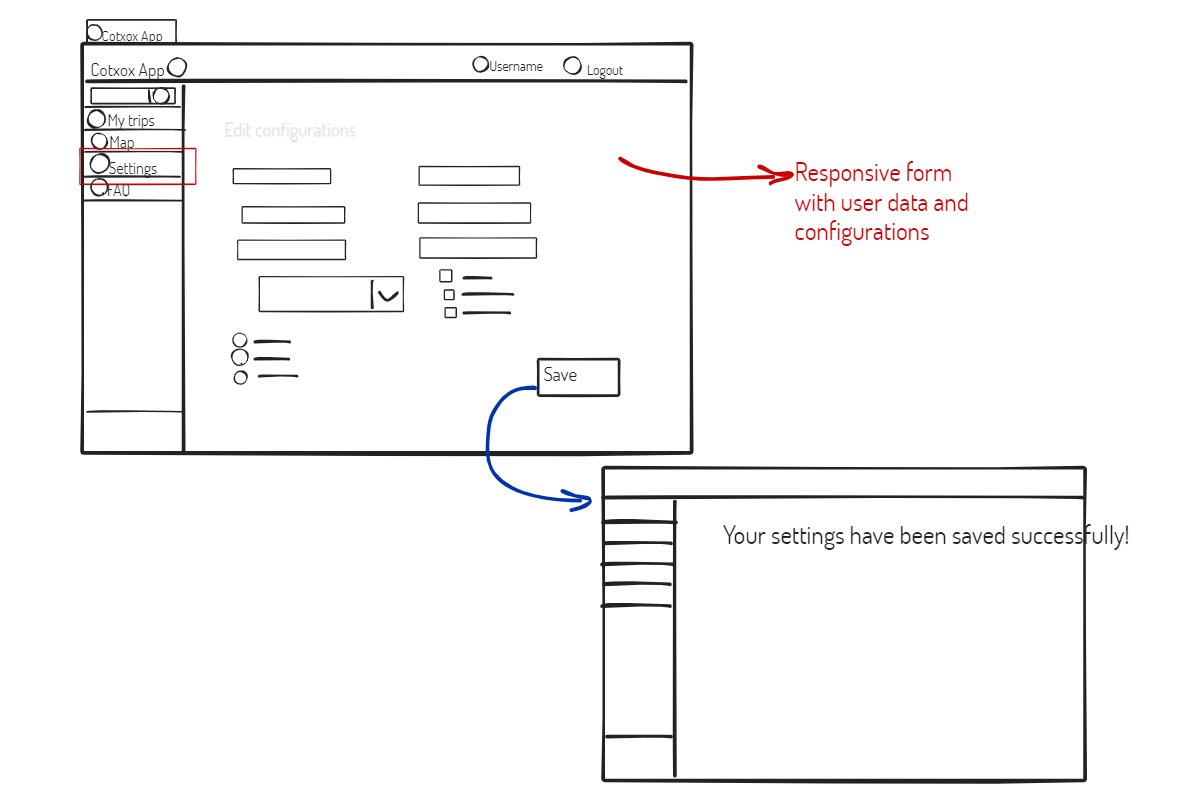 Cotxox App
Cotxox App
Username
Logout
My trips
Map
Settings
FAU
Edit configurations
Save
Responsive form
with user data and
configurations
Your settings have been saved successfully!